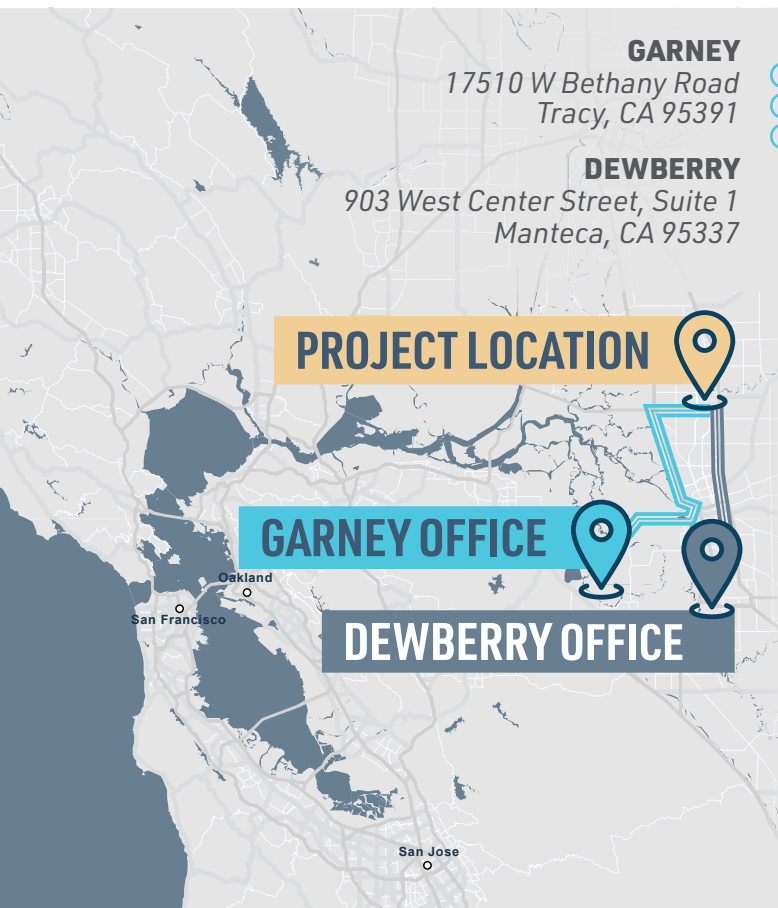 GARNEY
17510 W Bethany Road
Tracy, CA 95391
DEWBERRY
903 West Center Street, Suite 1
Manteca, CA 95337
PROJECT LOCATION
GARNEY OFFICE
Oakland
San Francisco
DEWBERRY OFFICE
San Jose